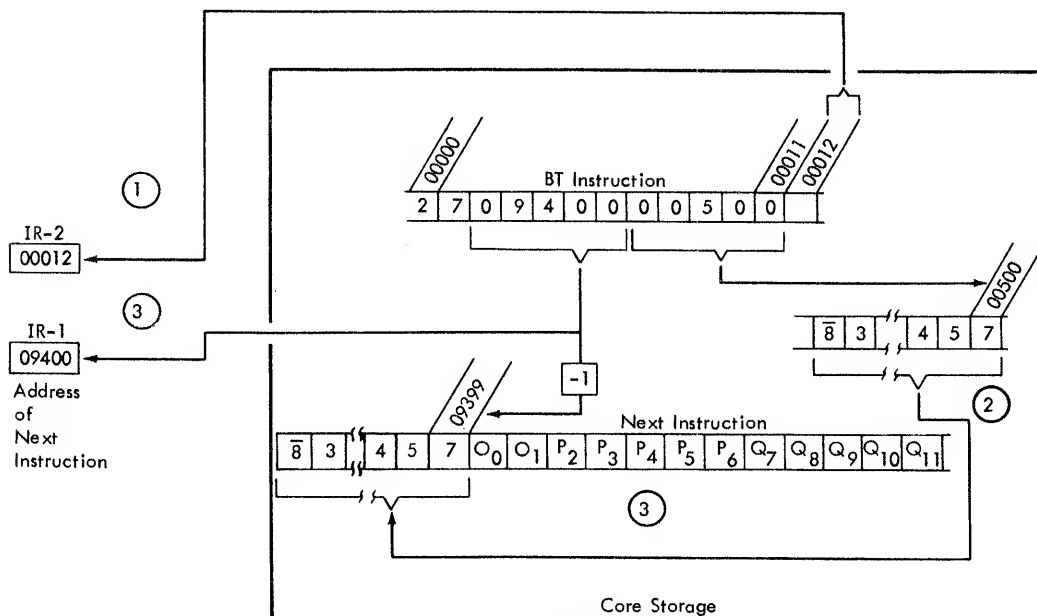 00000
00011
00012
BT Instruction
2 7 0 9 4 0 0 0 0 5 0 0
1
IR-2
00012
3
IR-1
09400
Address
of
Next
Instruction
-1
00500
8̅ 3 4 5 7
2
09399
Next Instruction
8̅ 3 4 5 7 O0 O1 P2 P3 P4 P5 P6 Q7 Q8 Q9 Q10 Q11
3
Core Storage